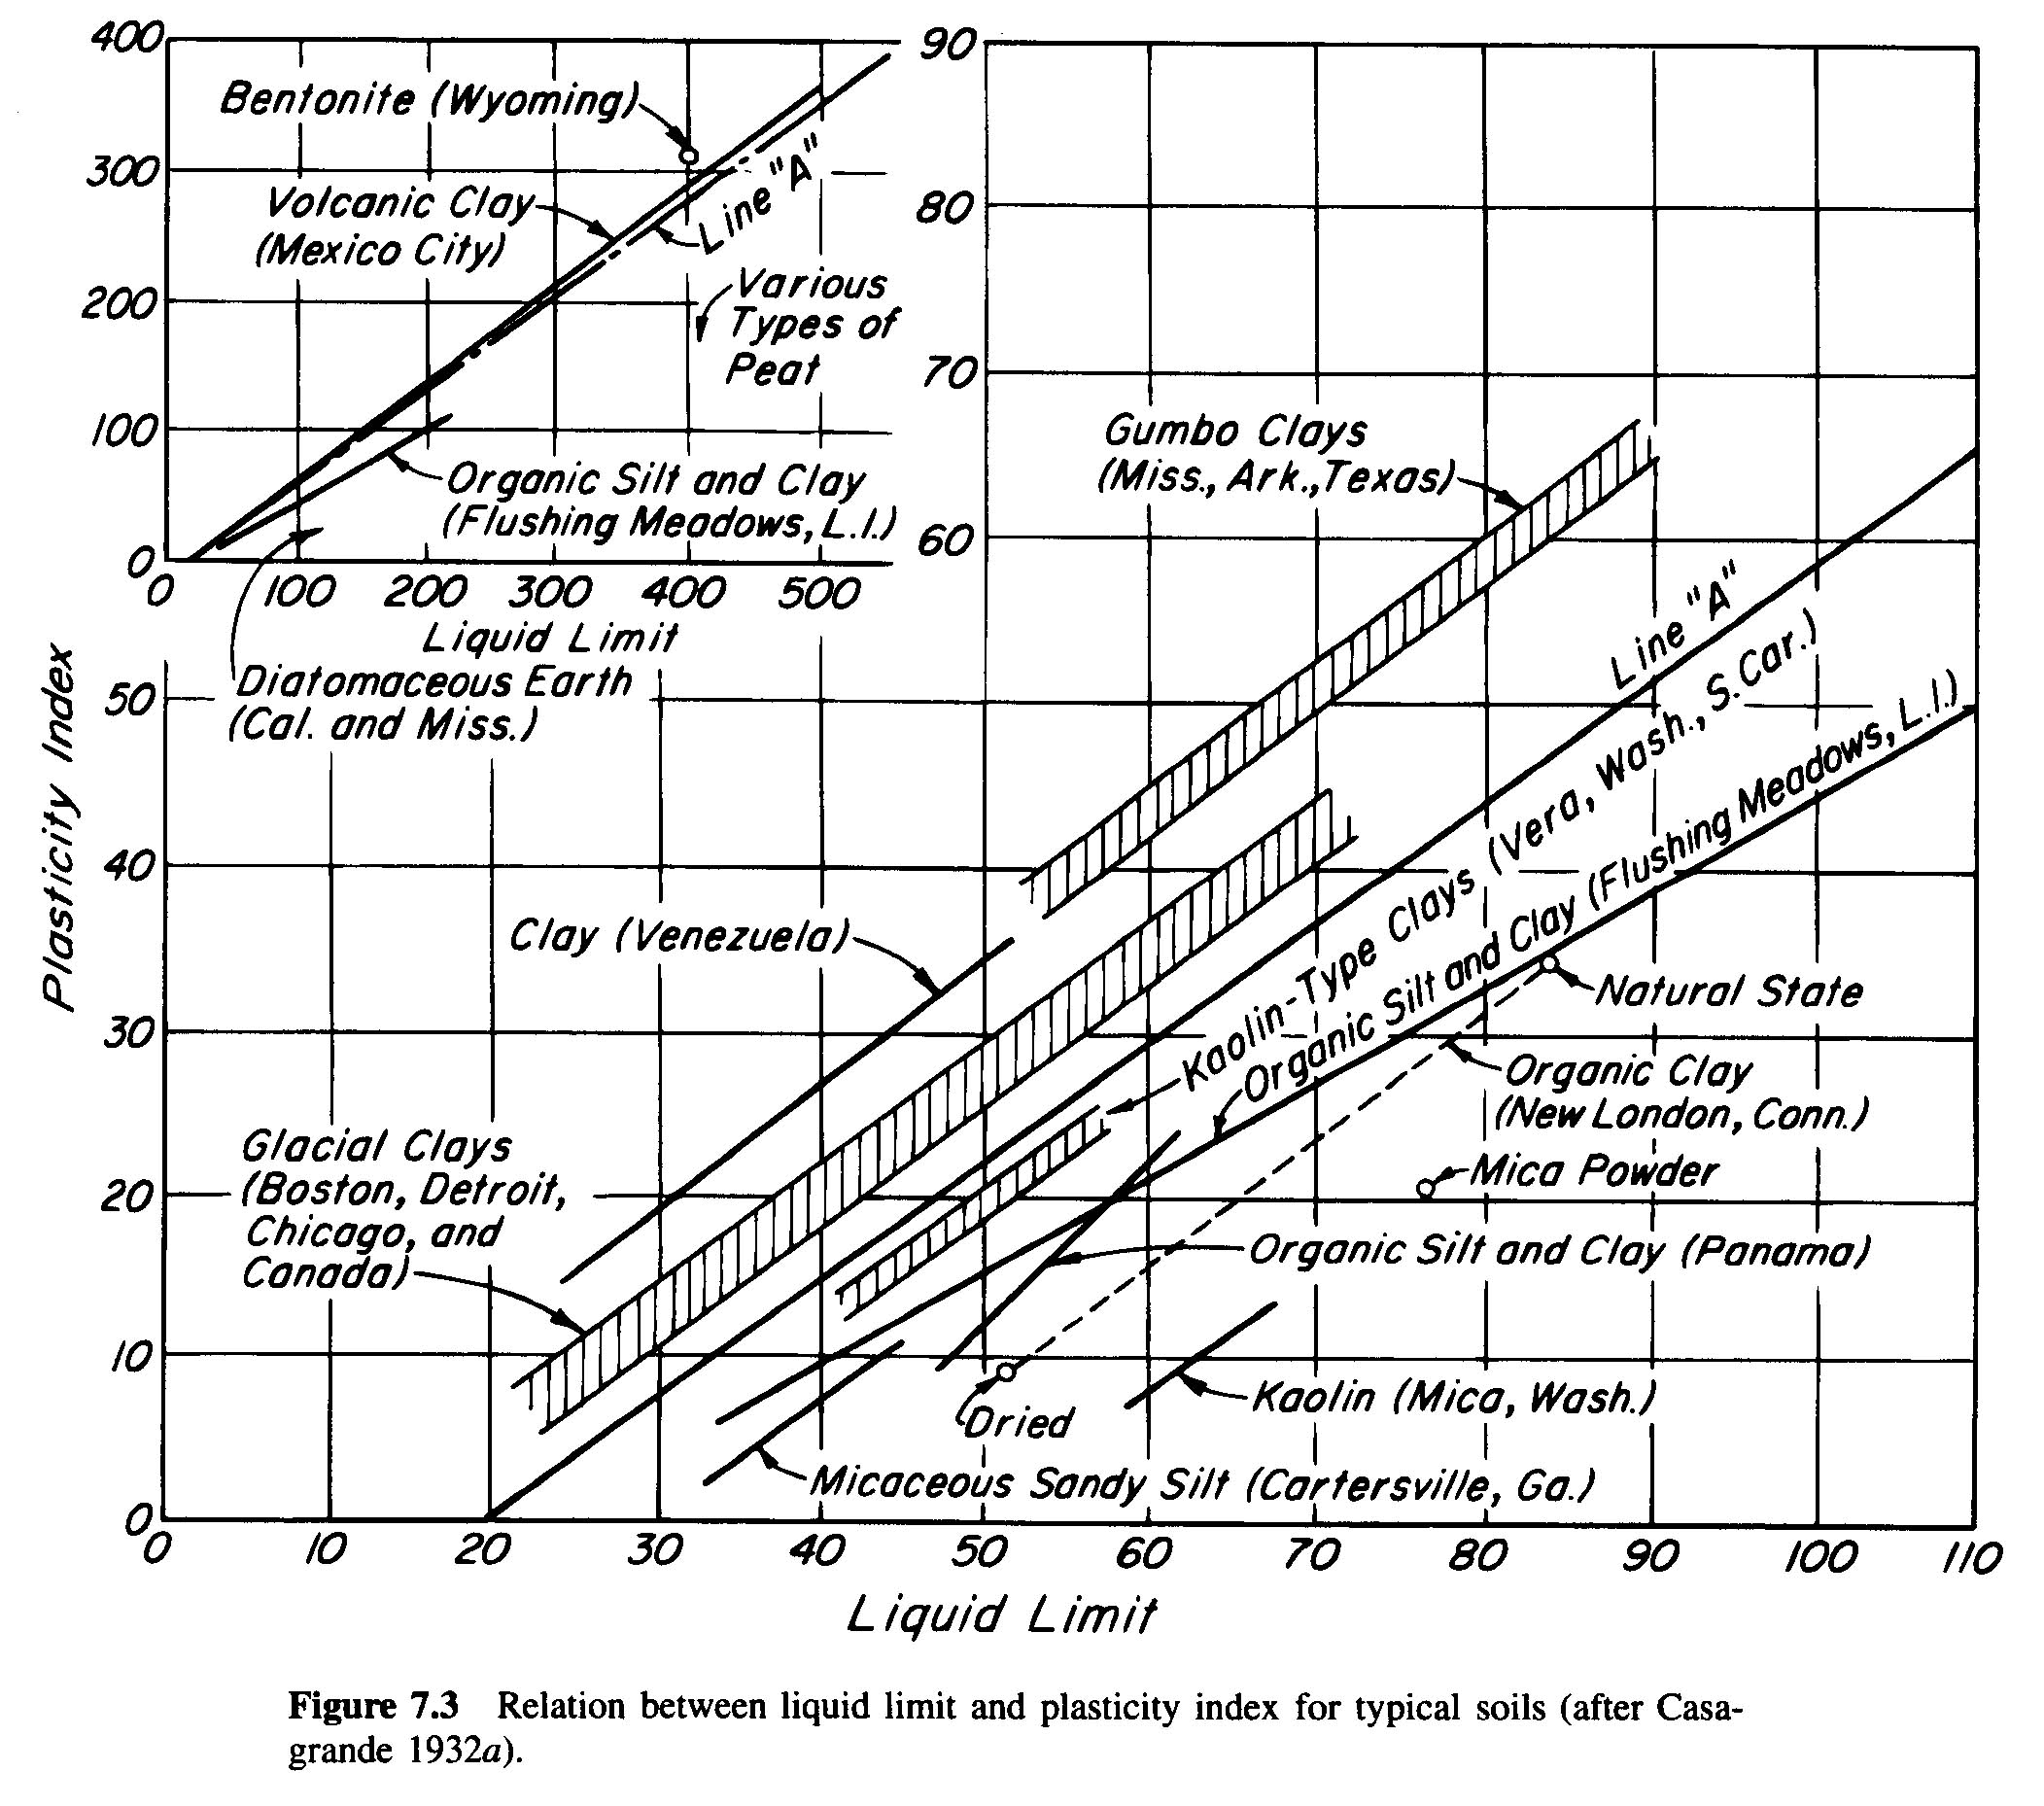 400
300
200
100
0
0 100 200 300 400 500
Liquid Limit
Bentonite (Wyoming)
Volcanic Clay
(Mexico City)
Line "A"
Various
Types of
Peat
Organic Silt and Clay
(Flushing Meadows, L.I.)
Diatomaceous Earth
(Cal. and Miss.)
90
80
70
60
50
40
30
20
10
0
Plasticity Index
Gumbo Clays
(Miss., Ark., Texas)
Line "A"
Kaolin-Type Clays (Vera, Wash., S. Car.)
Organic Silt and Clay (Flushing Meadows, L.I.)
Clay (Venezuela)
Natural State
Organic Clay
(New London, Conn.)
Glacial Clays
(Boston, Detroit,
Chicago, and
Canada)
Mica Powder
Organic Silt and Clay (Panama)
Kaolin (Mica, Wash.)
Dried
Micaceous Sandy Silt (Cartersville, Ga.)
0 10 20 30 40 50 60 70 80 90 100 110
Liquid Limit
Figure 7.3 Relation between liquid limit and plasticity index for typical soils (after Casa-
grande 1932a).